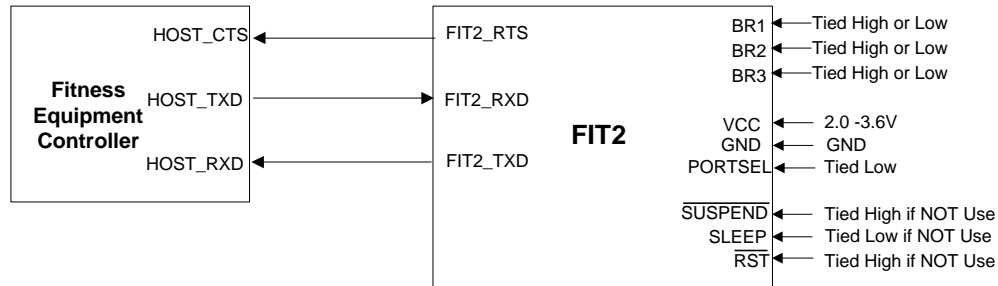 HOST_CTS
Fitness
Equipment
Controller
HOST_TXD
HOST_RXD
FIT2_RTS
FIT2_RXD
FIT2_TXD
FIT2
BR1 Tied High or Low
BR2 Tied High or Low
BR3 Tied High or Low
VCC 2.0 -3.6V
GND GND
PORTSEL Tied Low
SUSPEND Tied High if NOT Use
SLEEP Tied Low if NOT Use
RST Tied High if NOT Use